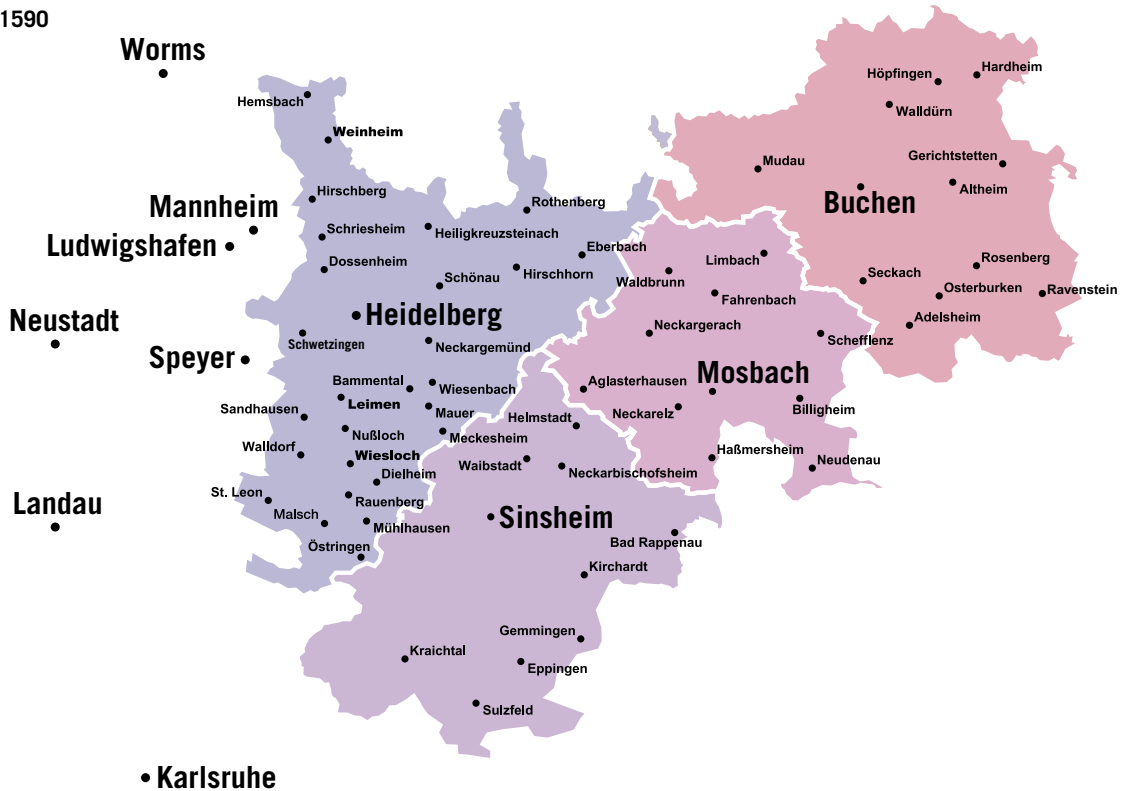 1590
Worms
Hemsbach
Weinheim
Höpfingen
Hardheim
Walldürn
Mudau
Gerichtstetten
Altheim
Buchen
Hirschberg
Mannheim
Ludwigshafen
Schriesheim
Heiligkreuzsteinach
Rothenberg
Eberbach
Dossenheim
Schönau
Hirschhorn
Limbach
Waldbrunn
Fahrenbach
Seckach
Rosenberg
Osterburken
Ravenstein
Adelsheim
Neustadt
Heidelberg
Schwetzingen
Neckargemünd
Neckargerach
Schefflenz
Speyer
Bammental
Wiesenbach
Aglasterhausen
Mosbach
Leimen
Sandhausen
Mauer
Helmstadt
Neckarelz
Billigheim
Nußloch
Meckesheim
Walldorf
Wiesloch
Waibstadt
Neckarbischofsheim
Haßmersheim
Neudenau
Dielheim
St. Leon
Rauenberg
Landau
Malsch
Mühlhausen
Sinsheim
Bad Rappenau
Östringen
Kirchardt
Gemmingen
Kraichtal
Eppingen
Sulzfeld
Karlsruhe